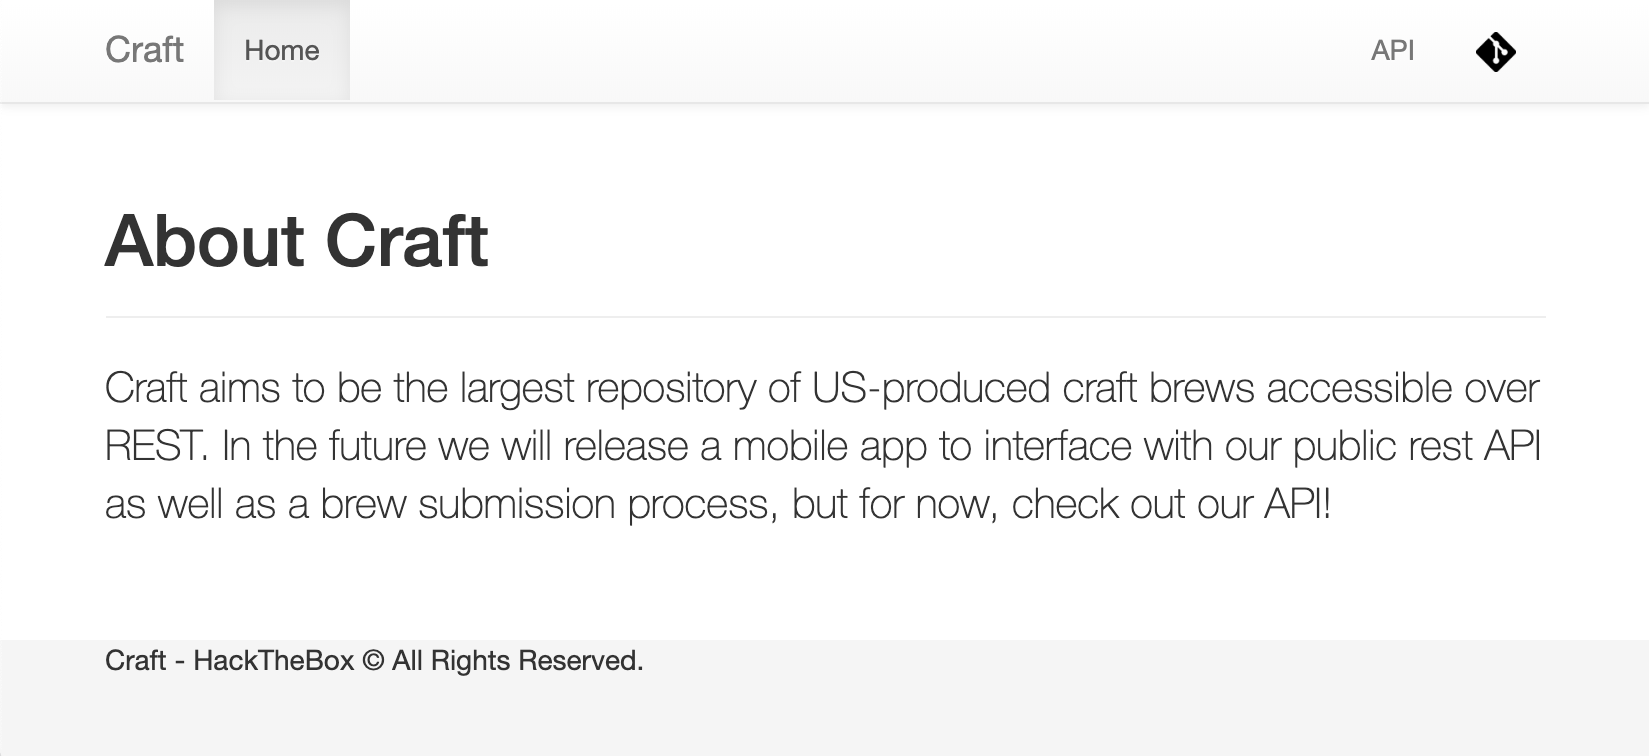 Craft Home API
About Craft
Craft aims to be the largest repository of US-produced craft brews accessible over
REST. In the future we will release a mobile app to interface with our public rest API
as well as a brew submission process, but for now, check out our API!
Craft - HackTheBox © All Rights Reserved.